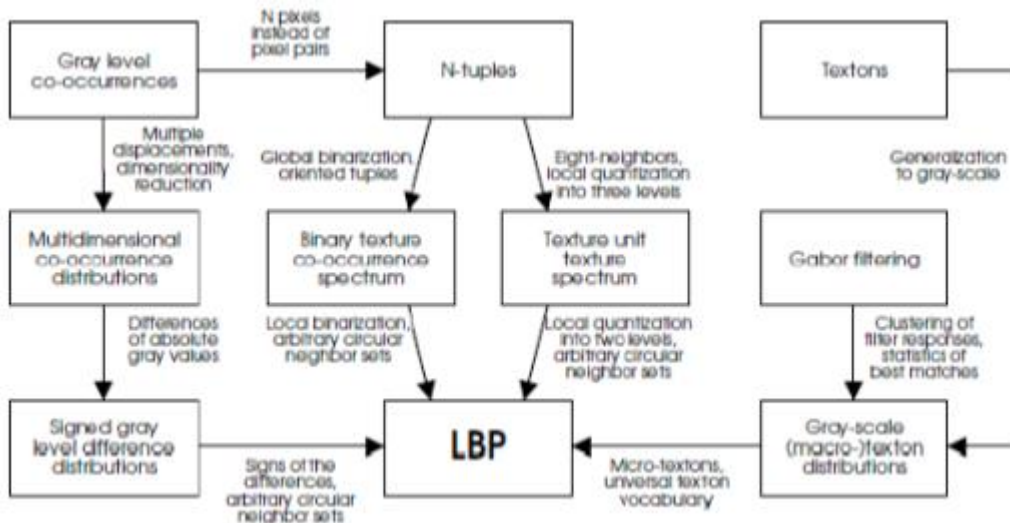 N pixels
instead of
pixel pairs
Gray level
co-occurrences
N-tuples
Textons
Multiple
displacements,
dimensionality
reduction
Global binarization,
oriented tuples
Eight-neighbors,
local quantization
into three levels
Generalization
to gray-scale
Multidimensional
co-occurrence
distributions
Binary texture
co-occurrence
spectrum
Texture unit
texture
spectrum
Gabor filtering
Differences
of absolute
gray values
Local binarization,
arbitrary circular
neighbor sets
Local quantization
into two levels,
arbitrary circular
neighbor sets
Clustering of
filter responses,
statistics of
best matches
Signed gray
level difference
distributions
LBP
Gray-scale
(macro-)texton
distributions
Signs of the
differences,
arbitrary circular
neighbor sets
Micro-textons,
universal texton
vocabulary